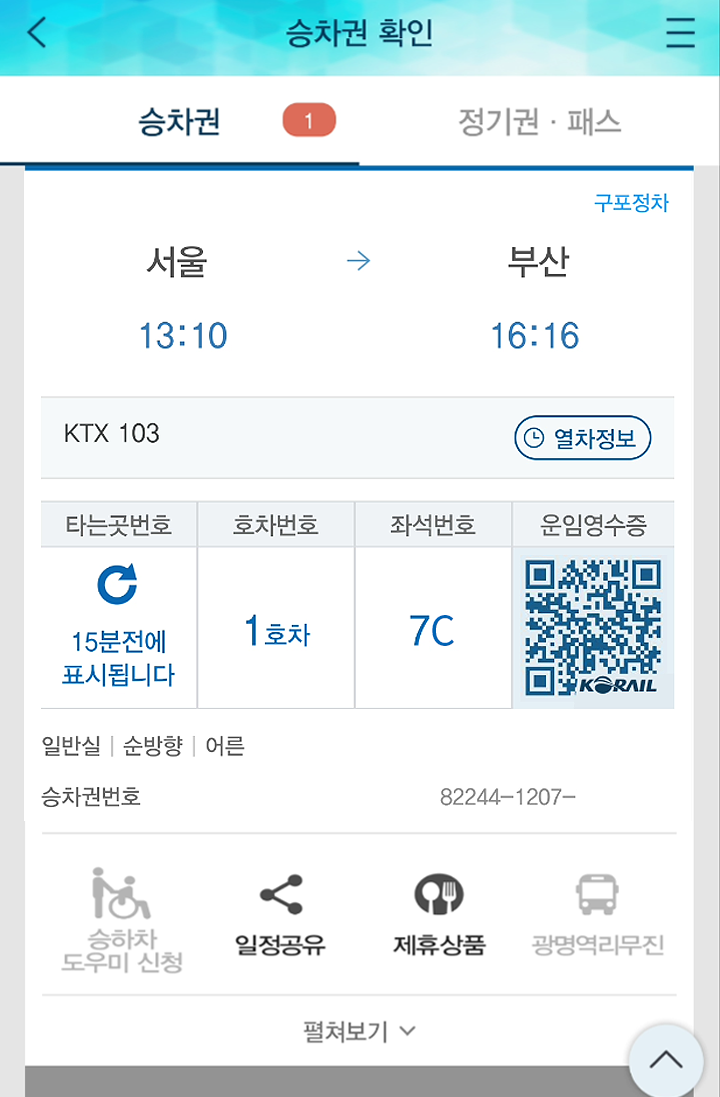 승차권 확인
승차권 1 정기권 · 패스
구포정차
서울 → 부산
13:10 16:16
KTX 103 열차정보
타는곳번호 호차번호 좌석번호 운임영수증
15분전에
표시됩니다
1호차
7C
KORAIL
일반실 | 순방향 | 어른
승차권번호 82244-1207-
승하차
도우미 신청
일정공유
제휴상품
광명역리무진
펼쳐보기